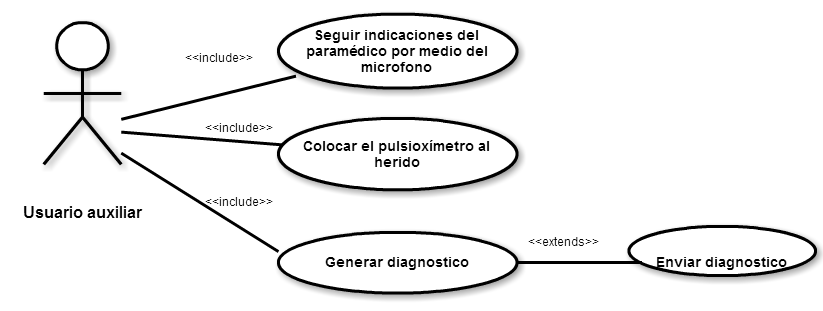 <<include>>
Seguir indicaciones del
paramédico por medio del
microfono
<<include>>
Colocar el pulsioxímetro al
herido
<<include>>
Usuario auxiliar
Generar diagnostico
<<extends>>
Enviar diagnostico